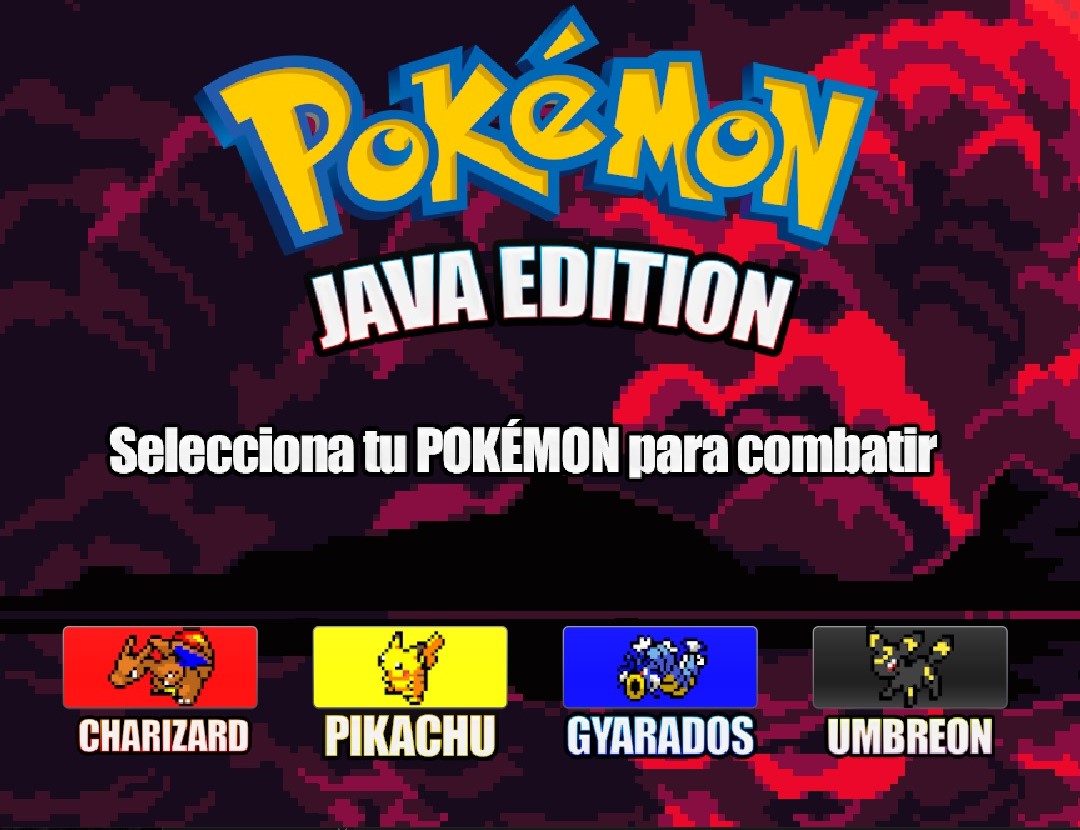 POKéMON
JAVA EDITION
Selecciona tu POKÉMON para combatir
CHARIZARD
PIKACHU
GYARADOS
UMBREON